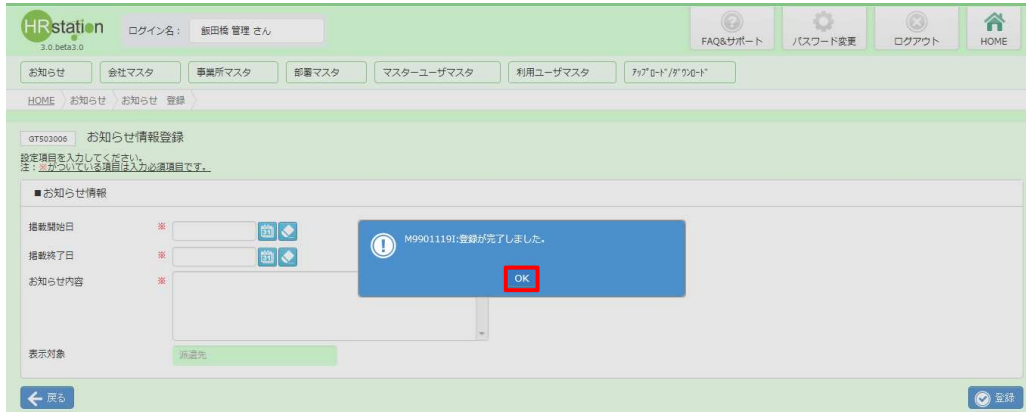 HRstation
3.0.beta3.0
ログイン名： 飯田橋 管理 さん
FAQ&サポート パスワード変更 ログアウト HOME
お知らせ 会社マスタ 事業所マスタ 部署マスタ マスターユーザマスタ 利用ユーザマスタ ｱｯﾌﾟﾛｰﾄﾞ/ﾀﾞｳﾝﾛｰﾄﾞ
HOME お知らせ お知らせ 登録
GTS03006 お知らせ情報登録
設定項目を入力してください。
注：※がついている項目は入力必須項目です。
■お知らせ情報
掲載開始日 ※ 31
M9901119I:登録が完了しました。
掲載終了日 ※ 31
OK
お知らせ内容 ※
表示対象 派遣先
戻る 登録